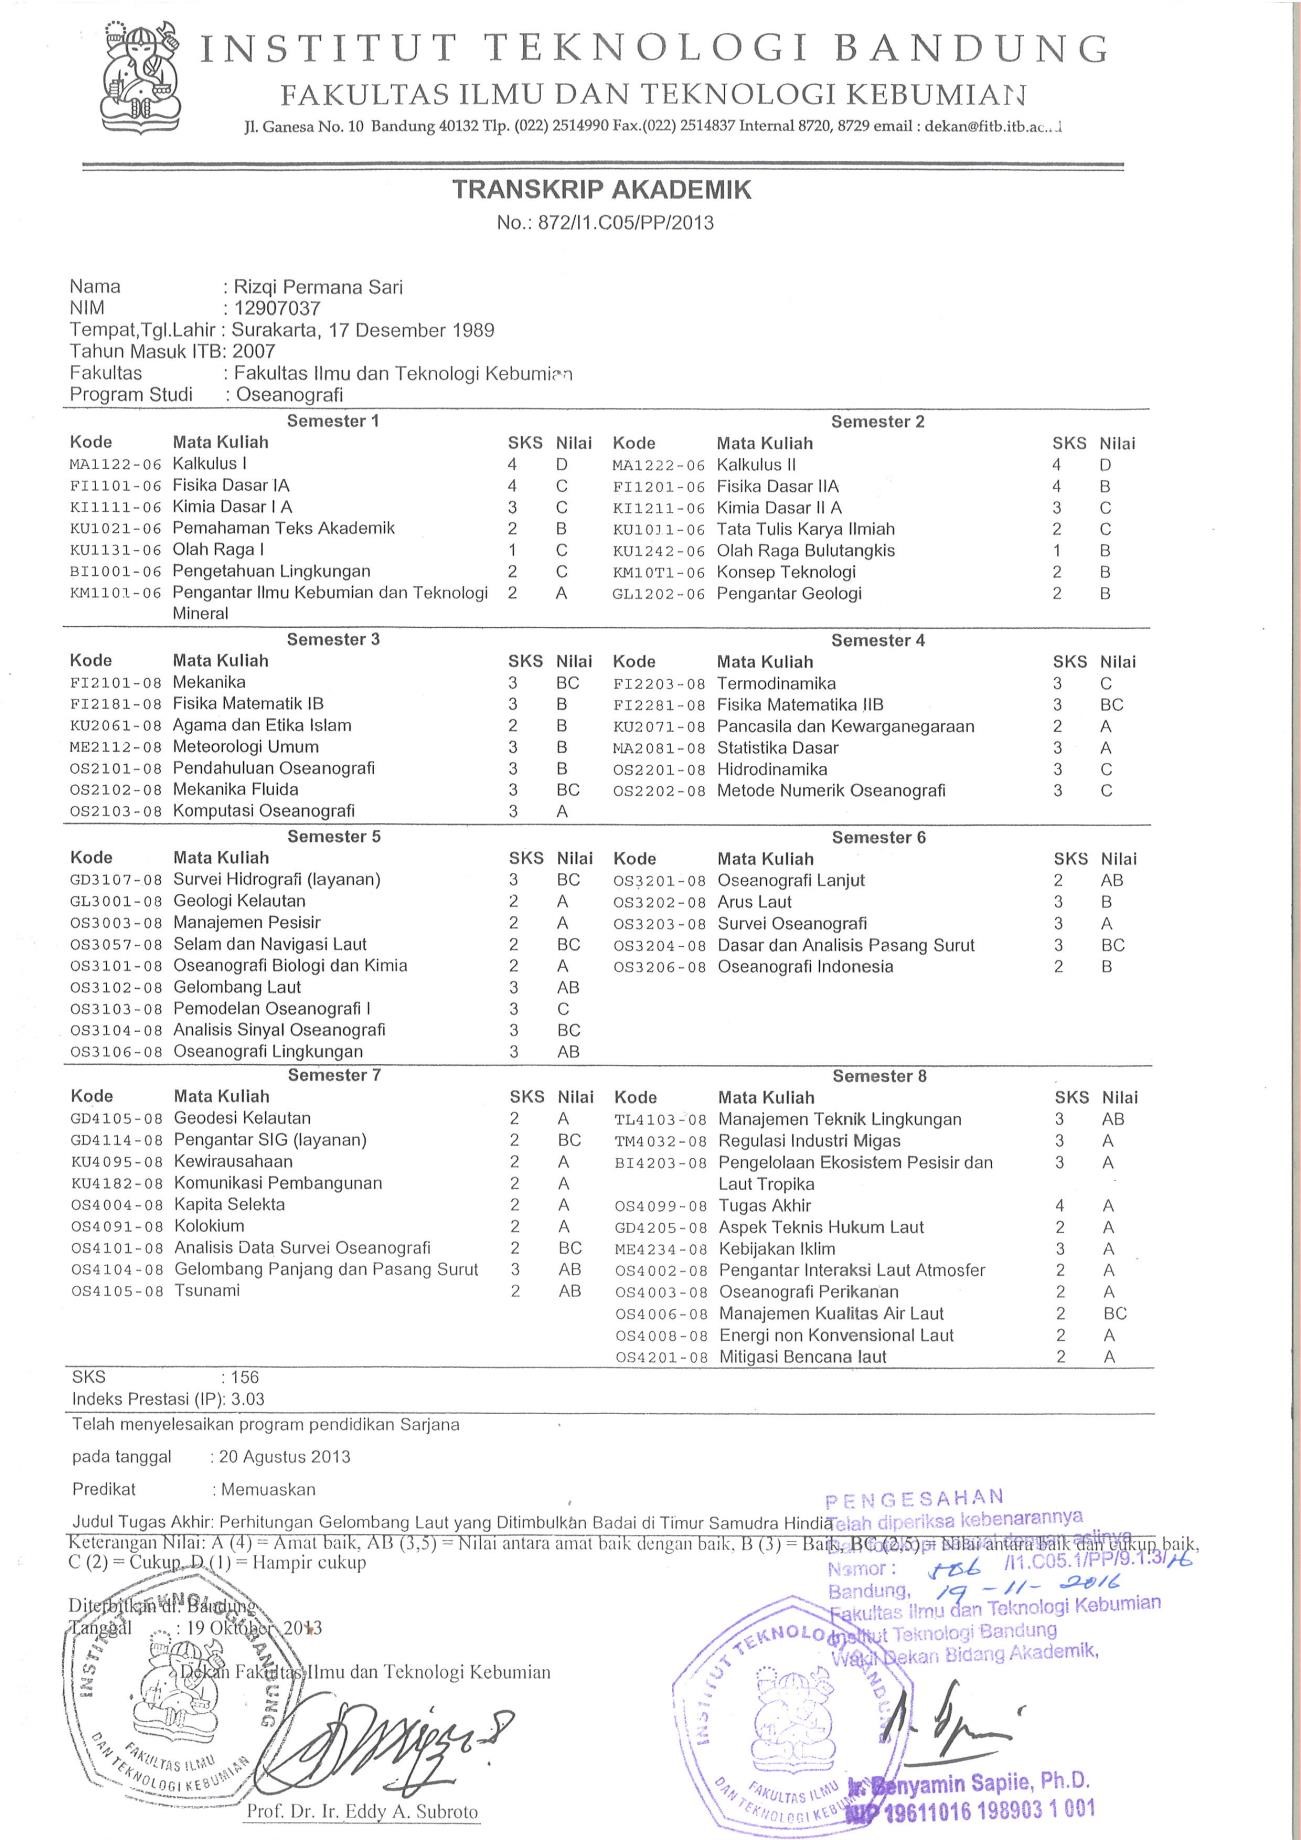 INSTITUT TEKNOLOGI BANDUNG
FAKULTAS ILMU DAN TEKNOLOGI KEBUMIAN
Jl. Ganesa No. 10 Bandung 40132 Tlp. (022) 2514990 Fax.(022) 2514837 Internal 8720, 8729 email :
TRANSKRIP AKADEMIK
No.: 872/I1.C05/PP/2013
Nama : Rizqi Permana Sari
NIM : 12907037
Tempat,Tgl.Lahir : Surakarta, 17 Desember 1989
Tahun Masuk ITB: 2007
Fakultas : Fakultas Ilmu dan Teknologi Kebumian
Program Studi : Oseanografi
Semester 1
Kode Mata Kuliah SKS Nilai
MA1122-06 Kalkulus I 4 D
FI1101-06 Fisika Dasar IA 4 C
KI1111-06 Kimia Dasar I A 3 C
KU1021-06 Pemahaman Teks Akademik 2 B
KU1131-06 Olah Raga I 1 C
BI1001-06 Pengetahuan Lingkungan 2 C
KM1101-06 Pengantar Ilmu Kebumian dan Teknologi 2 A
Mineral
Semester 2
Kode Mata Kuliah SKS Nilai
MA1222-06 Kalkulus II 4 D
FI1201-06 Fisika Dasar IIA 4 B
KI1211-06 Kimia Dasar II A 3 C
KU1011-06 Tata Tulis Karya Ilmiah 2 C
KU1242-06 Olah Raga Bulutangkis 1 B
KM10T1-06 Konsep Teknologi 2 B
GL1202-06 Pengantar Geologi 2 B
Semester 3
Kode Mata Kuliah SKS Nilai
FI2101-08 Mekanika 3 BC
FI2181-08 Fisika Matematik IB 3 B
KU2061-08 Agama dan Etika Islam 2 B
ME2112-08 Meteorologi Umum 3 B
OS2101-08 Pendahuluan Oseanografi 3 B
OS2102-08 Mekanika Fluida 3 BC
OS2103-08 Komputasi Oseanografi 3 A
Semester 4
Kode Mata Kuliah SKS Nilai
FI2203-08 Termodinamika 3 C
FI2281-08 Fisika Matematika IIB 3 BC
KU2071-08 Pancasila dan Kewarganegaraan 2 A
MA2081-08 Statistika Dasar 3 A
OS2201-08 Hidrodinamika 3 C
OS2202-08 Metode Numerik Oseanografi 3 C
Semester 5
Kode Mata Kuliah SKS Nilai
GD3107-08 Survei Hidrografi (layanan) 3 BC
GL3001-08 Geologi Kelautan 2 A
OS3003-08 Manajemen Pesisir 2 A
OS3057-08 Selam dan Navigasi Laut 2 BC
OS3101-08 Oseanografi Biologi dan Kimia 2 A
OS3102-08 Gelombang Laut 3 AB
OS3103-08 Pemodelan Oseanografi I 3 C
OS3104-08 Analisis Sinyal Oseanografi 3 BC
OS3106-08 Oseanografi Lingkungan 3 AB
Semester 6
Kode Mata Kuliah SKS Nilai
OS3201-08 Oseanografi Lanjut 2 AB
OS3202-08 Arus Laut 3 B
OS3203-08 Survei Oseanografi 3 A
OS3204-08 Dasar dan Analisis Pasang Surut 3 BC
OS3206-08 Oseanografi Indonesia 2 B
Semester 7
Kode Mata Kuliah SKS Nilai
GD4105-08 Geodesi Kelautan 2 A
GD4114-08 Pengantar SIG (layanan) 2 BC
KU4095-08 Kewirausahaan 2 A
KU4182-08 Komunikasi Pembangunan 2 A
OS4004-08 Kapita Selekta 2 A
OS4091-08 Kolokium 2 A
OS4101-08 Analisis Data Survei Oseanografi 2 BC
OS4104-08 Gelombang Panjang dan Pasang Surut 3 AB
OS4105-08 Tsunami 2 AB
Semester 8
Kode Mata Kuliah SKS Nilai
TL4103-08 Manajemen Teknik Lingkungan 3 AB
TM4032-08 Regulasi Industri Migas 3 A
BI4203-08 Pengelolaan Ekosistem Pesisir dan 3 A
Laut Tropika
OS4099-08 Tugas Akhir 4 A
GD4205-08 Aspek Teknis Hukum Laut 2 A
ME4234-08 Kebijakan Iklim 3 A
OS4002-08 Pengantar Interaksi Laut Atmosfer 2 A
OS4003-08 Oseanografi Perikanan 2 A
OS4006-08 Manajemen Kualitas Air Laut 2 BC
OS4008-08 Energi non Konvensional Laut 2 A
OS4201-08 Mitigasi Bencana laut 2 A
SKS : 156
Indeks Prestasi (IP): 3.03
Telah menyelesaikan program pendidikan Sarjana
pada tanggal : 20 Agustus 2013
Predikat : Memuaskan
Judul Tugas Akhir: Perhitungan Gelombang Laut yang Ditimbulkan Badai di Timur Samudra Hindia
Keterangan Nilai: A (4) = Amat baik, AB (3,5) = Nilai antara amat baik dengan baik, B (3) = Baik, BC (2,5) = Nilai antara baik dan cukup baik,
C (2) = Cukup, D (1) = Hampir cukup
PENGESAHAN
Telah diperiksa kebenarannya
dengan aslinya
Nomor : /I1.C05.1/PP/9.1.3/16
Bandung, 19-11-2016
Fakultas Ilmu dan Teknologi Kebumian
Institut Teknologi Bandung
Wakil Dekan Bidang Akademik,
Diterbitkan di: Bandung
Tanggal : 19 Oktober 2013
Dekan Fakultas Ilmu dan Teknologi Kebumian
INSTITUT TEKNOLOGI BANDUNG
FAKULTAS ILMU
DAN TEKNOLOGI KEBUMIAN
Prof. Dr. Ir. Eddy A. Subroto
INSTITUT TEKNOLOGI BANDUNG
FAKULTAS ILMU
DAN TEKNOLOGI KEBUMIAN
Ir. Benyamin Sapiie, Ph.D.
NIP 19611016 198903 1 001